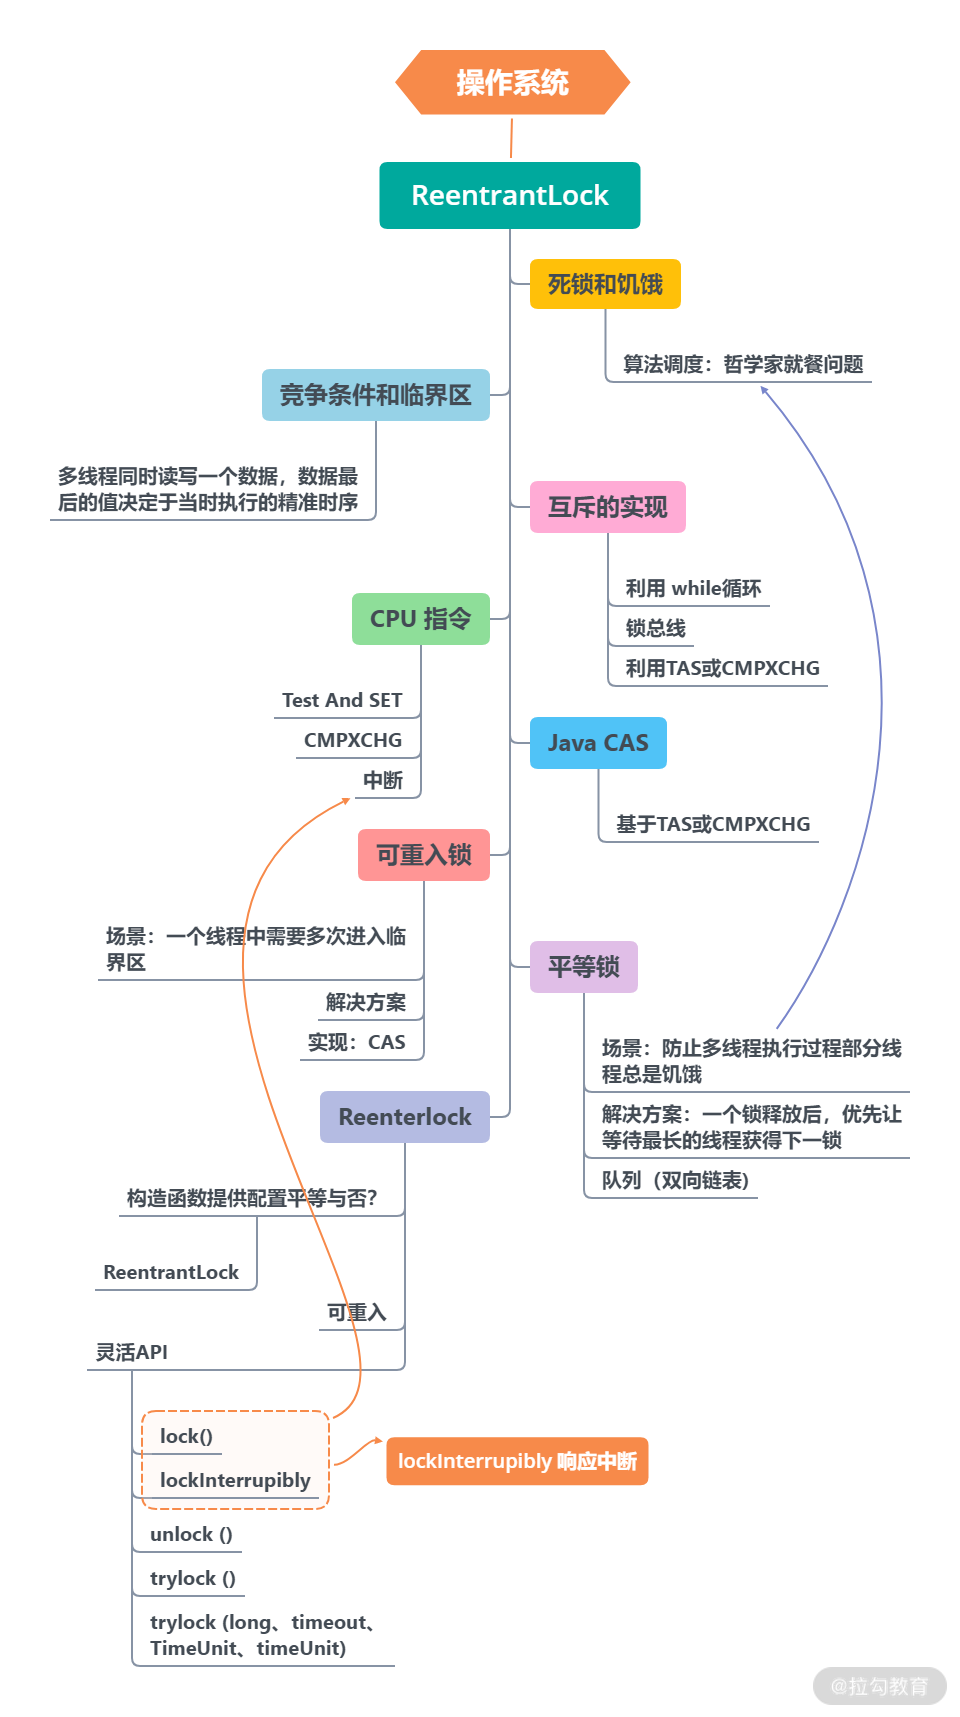 操作系统
ReentrantLock
死锁和饥饿
算法调度：哲学家就餐问题
竞争条件和临界区
多线程同时读写一个数据，数据最
后的值决定于当时执行的精准时序
互斥的实现
利用 while循环
锁总线
利用TAS或CMPXCHG
CPU 指令
Test And SET
CMPXCHG
中断
Java CAS
基于TAS或CMPXCHG
可重入锁
场景：一个线程中需要多次进入临
界区
解决方案
实现：CAS
平等锁
场景：防止多线程执行过程部分线
程总是饥饿
解决方案：一个锁释放后，优先让
等待最长的线程获得下一锁
队列（双向链表)
Reenterlock
构造函数提供配置平等与否？
ReentrantLock
可重入
灵活API
lock()
lockInterrupibly
lockInterrupibly 响应中断
unlock ()
trylock ()
trylock (long、timeout、
TimeUnit、timeUnit)
@拉勾教育